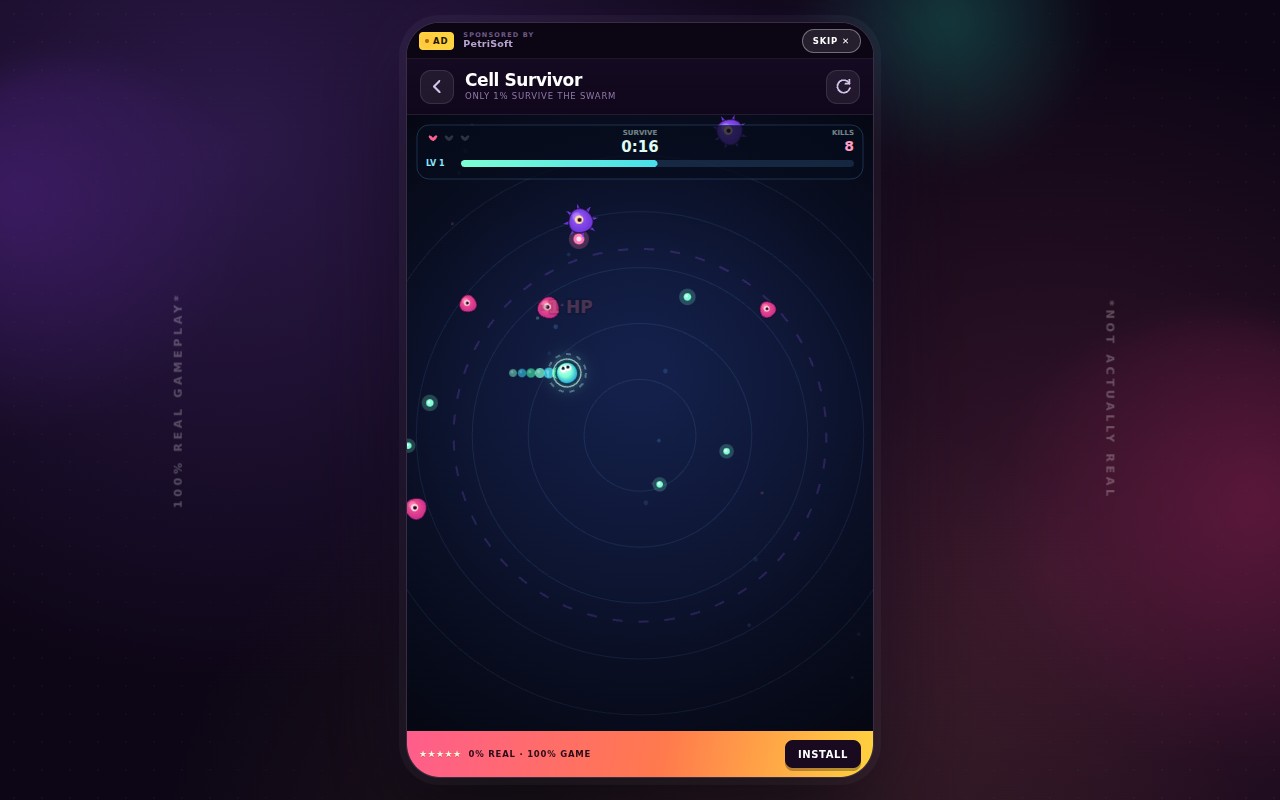 AD
SPONSORED BY
PetriSoft
SKIP ×
Cell Survivor
ONLY 1% SURVIVE THE SWARM
SURVIVE
0:16
KILLS
8
LV 1
HP
100% REAL GAMEPLAY*
*NOT ACTUALLY REAL
★★★★★ 0% REAL · 100% GAME
INSTALL